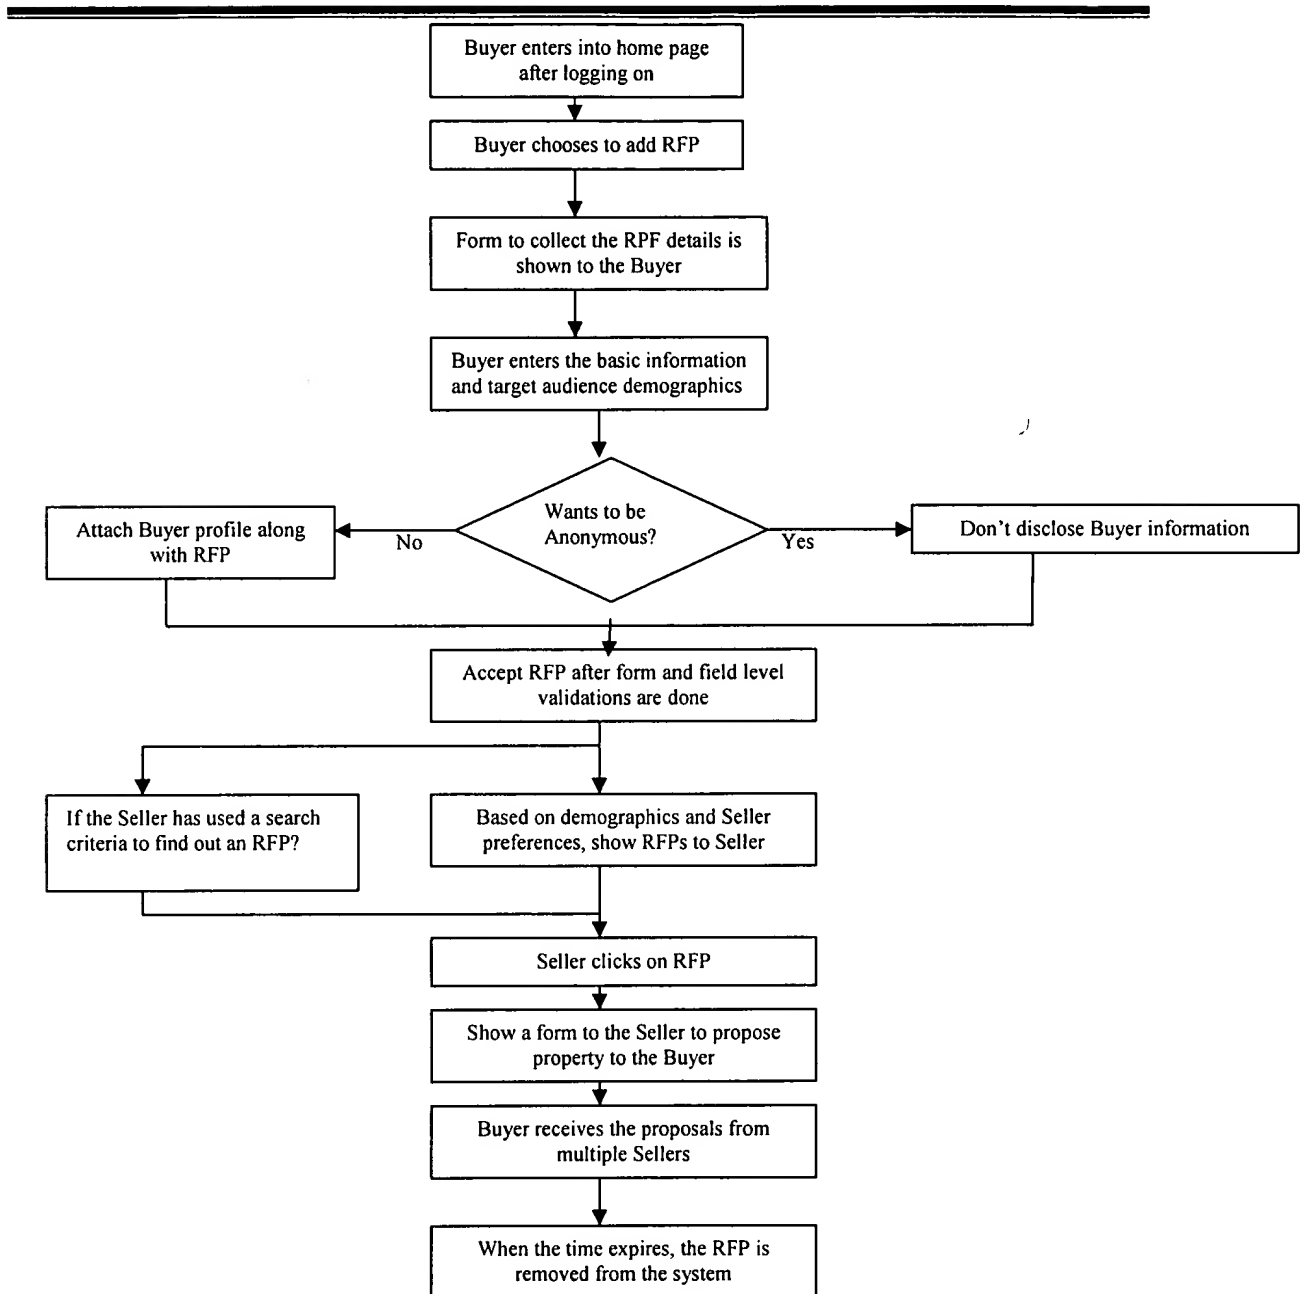 Buyer enters into home page
after logging on
Buyer chooses to add RFP
Form to collect the RPF details is
shown to the Buyer
Buyer enters the basic information
and target audience demographics
Wants to be
Anonymous?
Attach Buyer profile along
with RFP
No
Yes
Don't disclose Buyer information
Accept RFP after form and field level
validations are done
If the Seller has used a search
criteria to find out an RFP?
Based on demographics and Seller
preferences, show RFPs to Seller
Seller clicks on RFP
Show a form to the Seller to propose
property to the Buyer
Buyer receives the proposals from
multiple Sellers
When the time expires, the RFP is
removed from the system